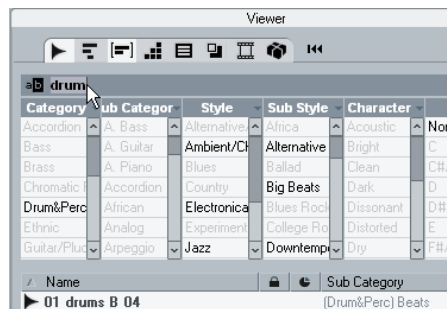 Viewer
ab drum
Category ub Categor Style Sub Style Character
Accordion A. Bass Alternative/ Africa Acoustic Nor
Bass A. Guitar Ambient/Ch Alternative Bright C
Brass A. Piano Blues Ballad Clean C#/
Chromatic F Accordion Country Big Beats Dark D
Drum&Perc African Electronica Blues Rock Dissonant D#
Ethnic Analog Experiment College Ro Distorted E
Guitar/Pluc Arpeggio Jazz Downtemp Dry F#
Name Sub Category
01 drums B 04 (Drum&Perc) Beats